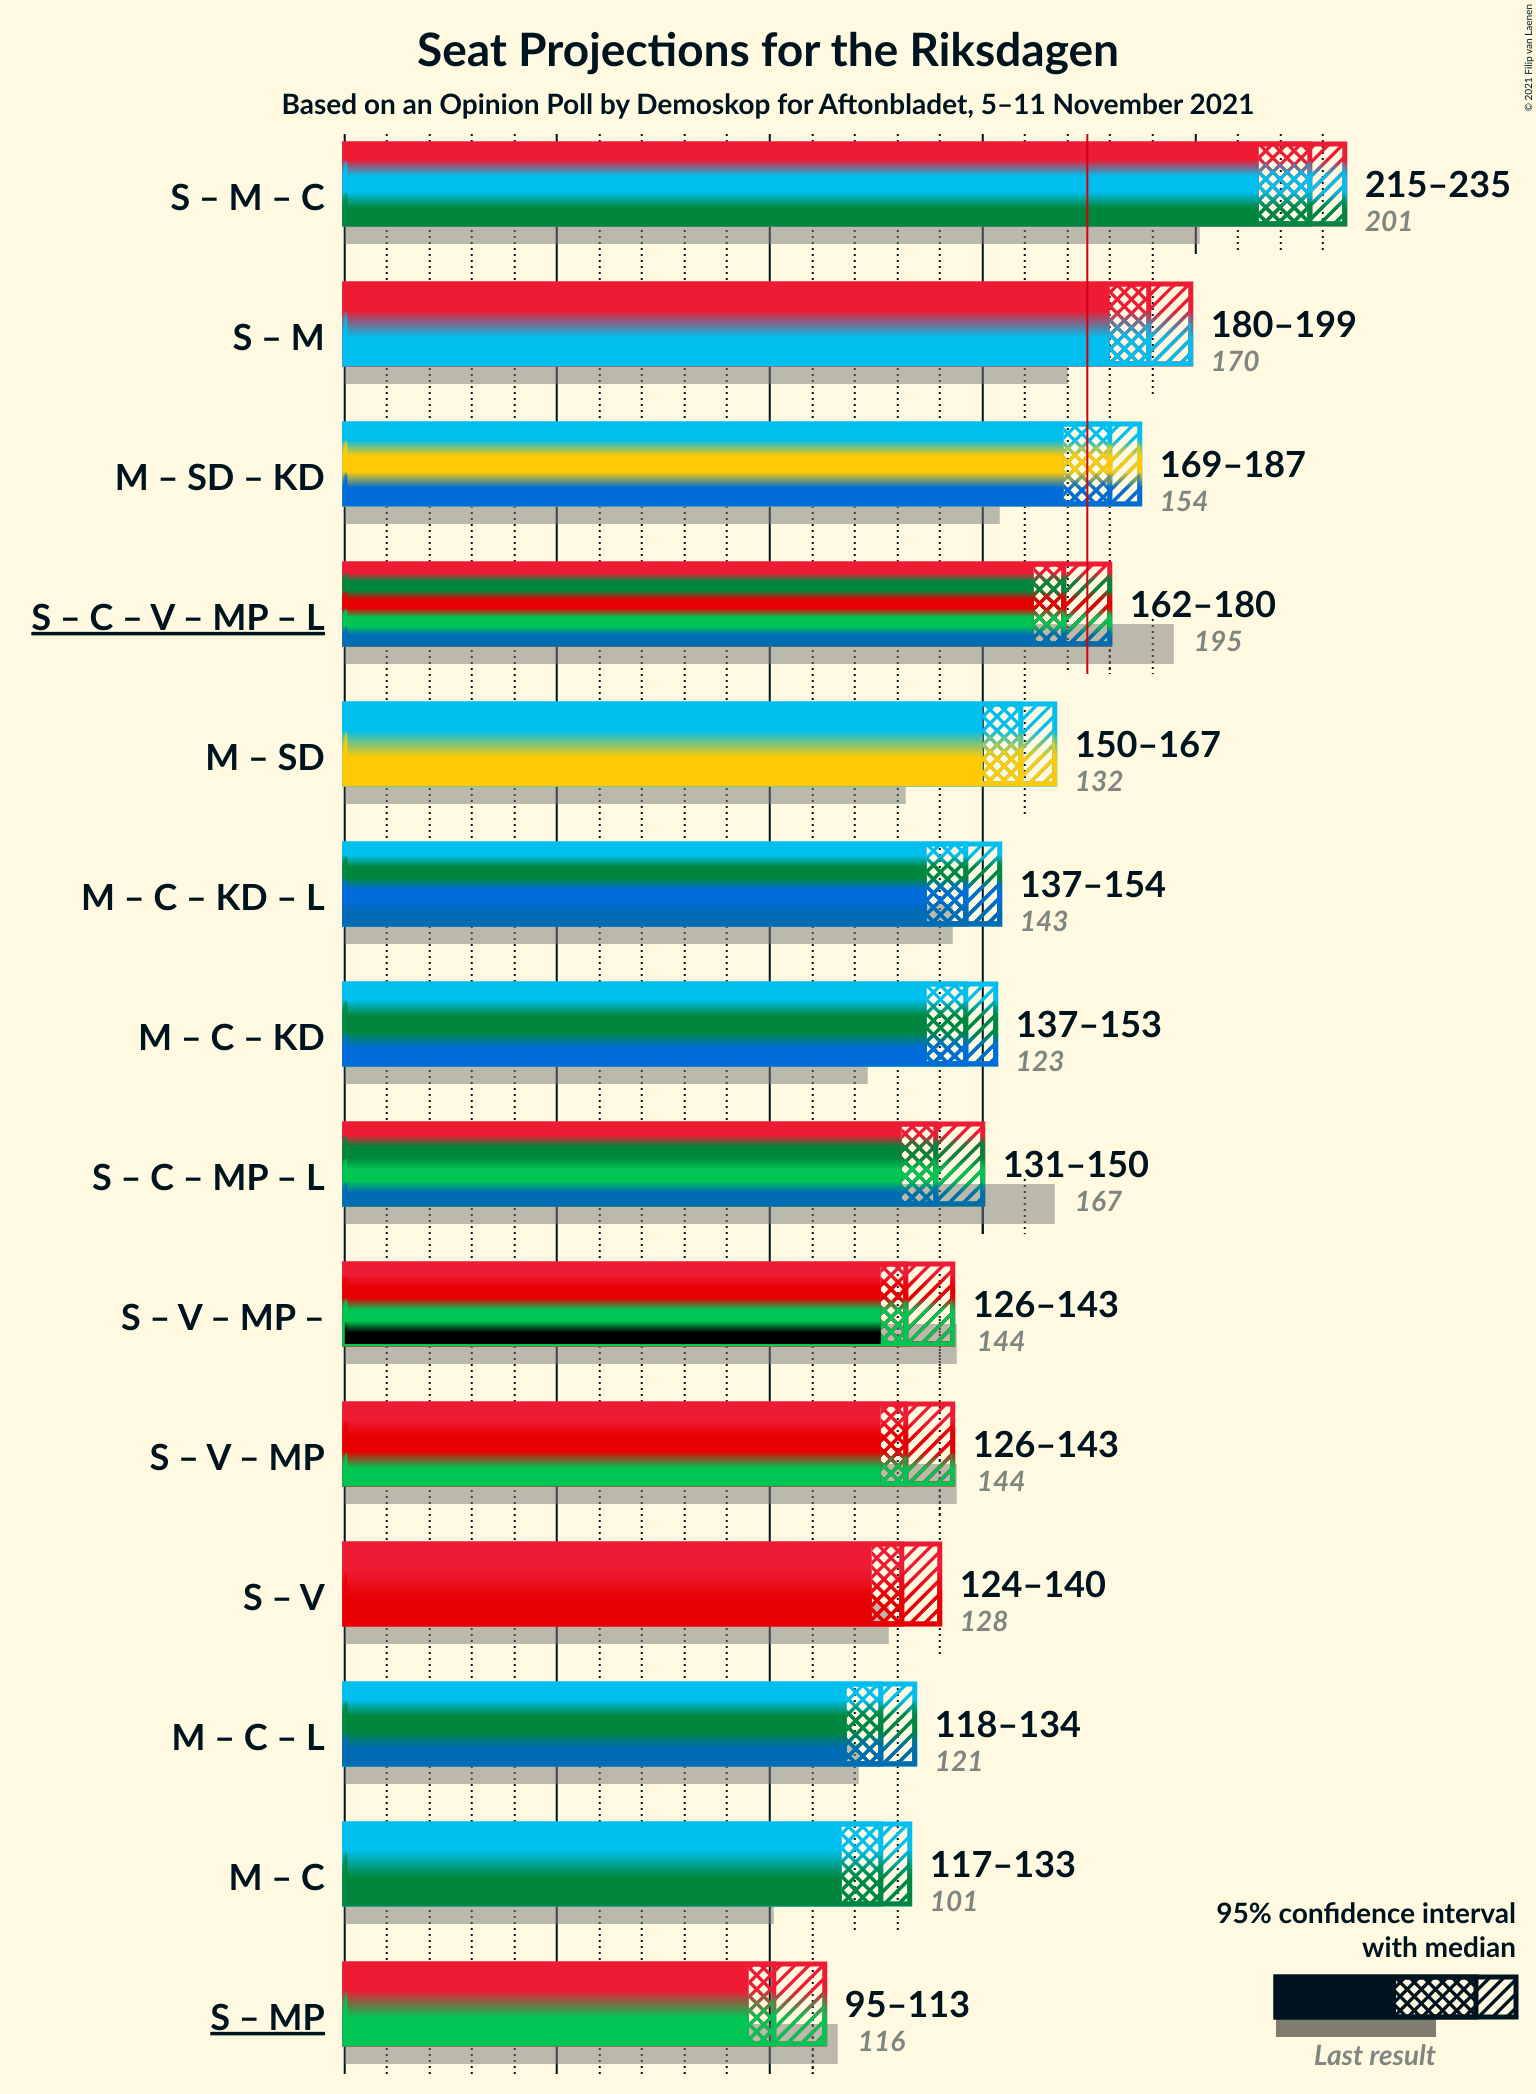 Seat Projections for the Riksdagen
Based on an Opinion Poll by Demoskop for Aftonbladet, 5–11 November 2021
© 2021 Filip van Laenen
S – M – C
215–235
201
S – M
180–199
170
M – SD – KD
169–187
154
S – C – V – MP – L
162–180
195
M – SD
150–167
132
M – C – KD – L
137–154
143
M – C – KD
137–153
123
S – C – MP – L
131–150
167
S – V – MP –
126–143
144
S – V – MP
126–143
144
S – V
124–140
128
M – C – L
118–134
121
M – C
117–133
101
S – MP
95–113
116
95% confidence interval
with median
Last result